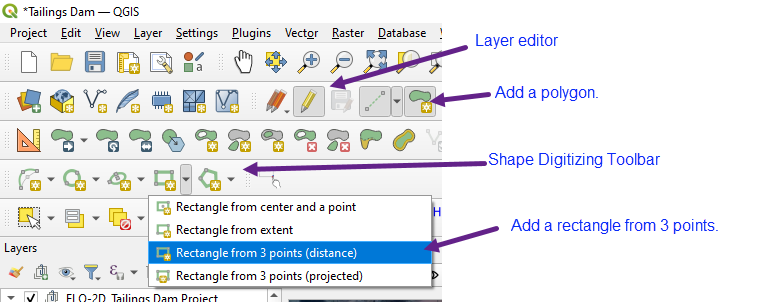 *Tailings Dam — QGIS
Project Edit View Layer Settings Plugins Vector Raster Database
Layer editor
Add a polygon.
Shape Digitizing Toolbar
Rectangle from center and a point
Rectangle from extent
Add a rectangle from 3 points.
Rectangle from 3 points (distance)
Rectangle from 3 points (projected)
Layers
FLO-2D_Tailings Dam Project